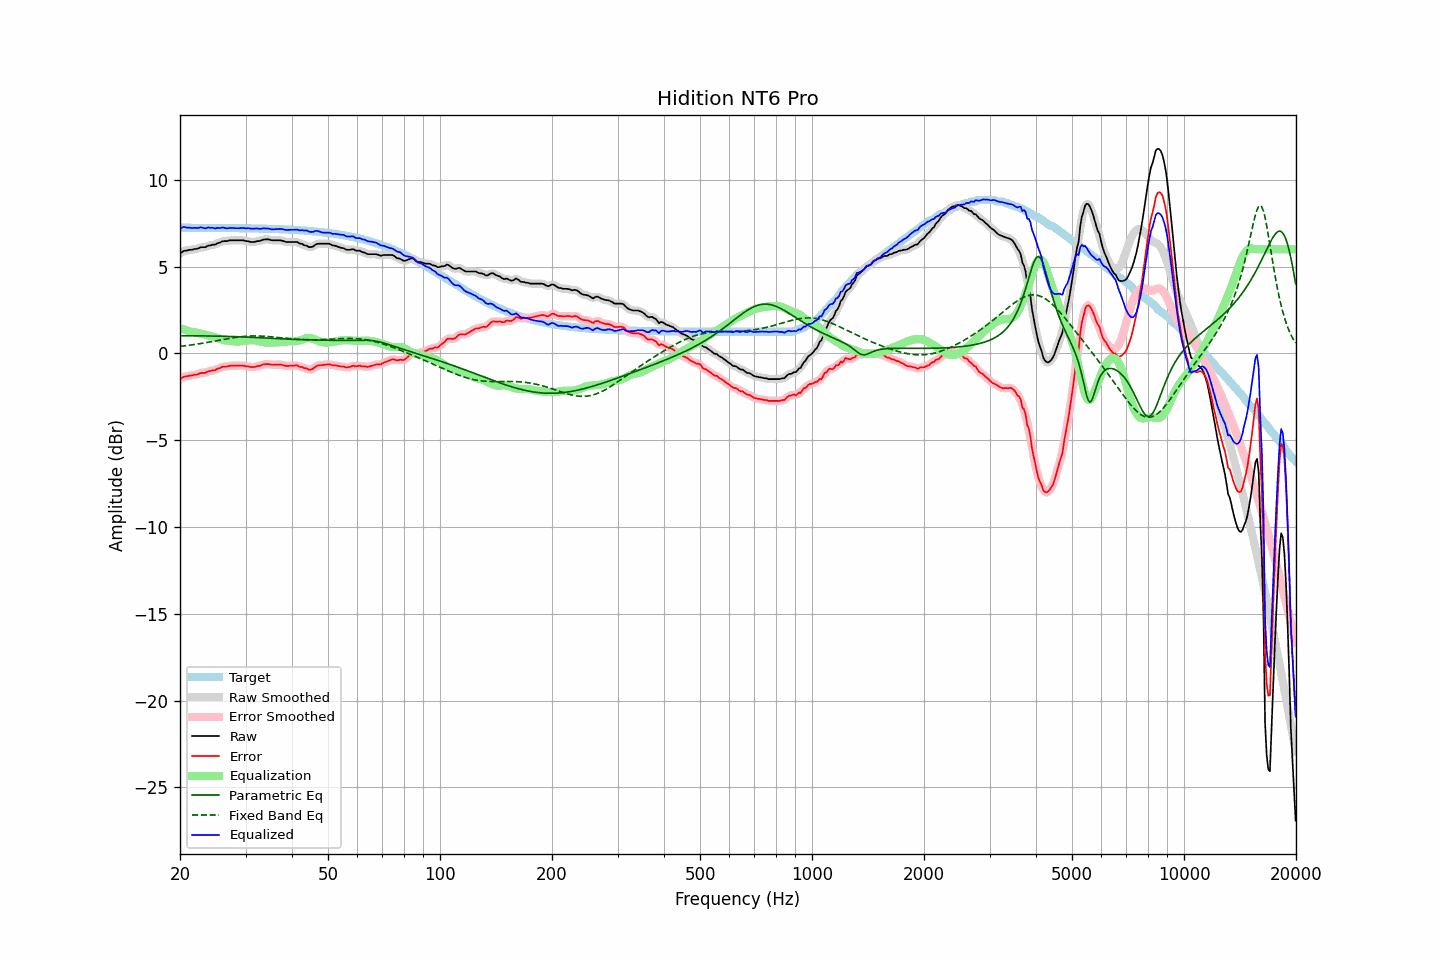 Hidition NT6 Pro
Amplitude (dBr)
10
5
0
−5
−10
−15
−20
−25
Target
Raw Smoothed
Error Smoothed
Raw
Error
Equalization
Parametric Eq
Fixed Band Eq
Equalized
20 50 100 200 500 1000 2000 5000 10000 20000
Frequency (Hz)